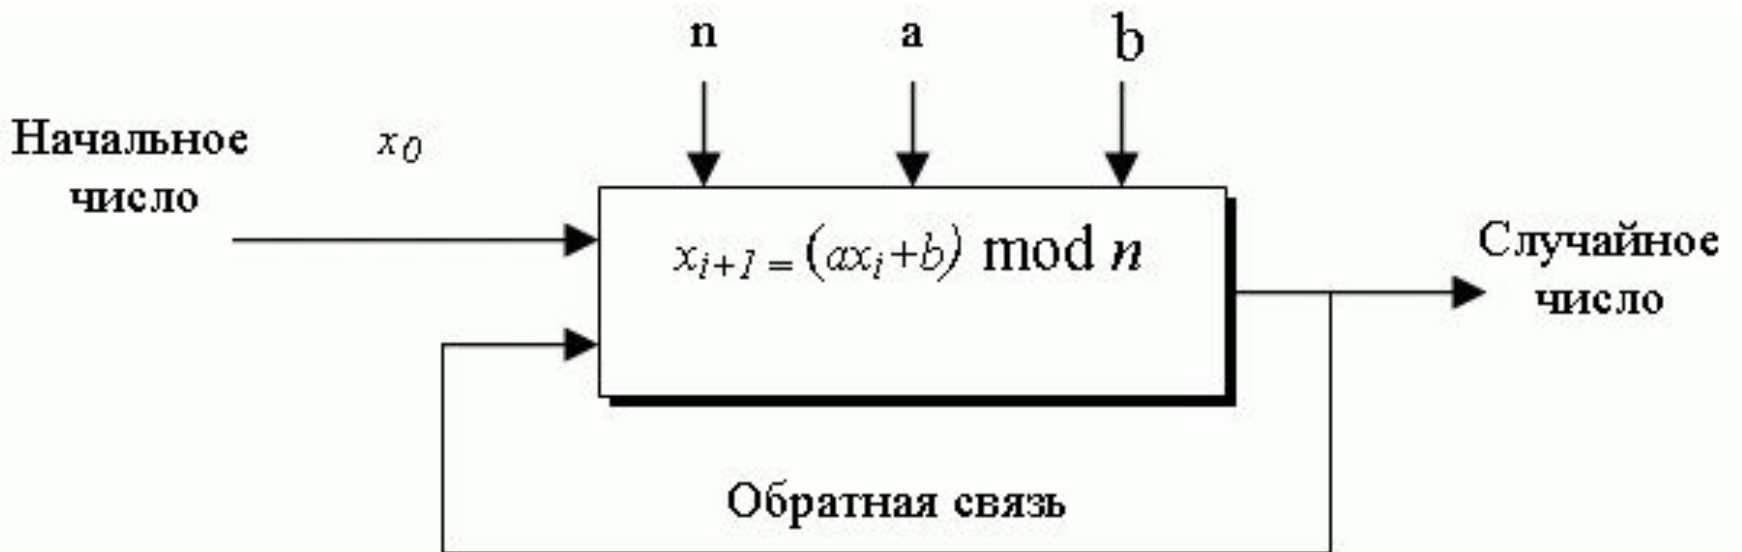 n a b
Начальное
число
x₀
xᵢ₊₁ = (axᵢ+b) mod n
Случайное
число
Обратная связь